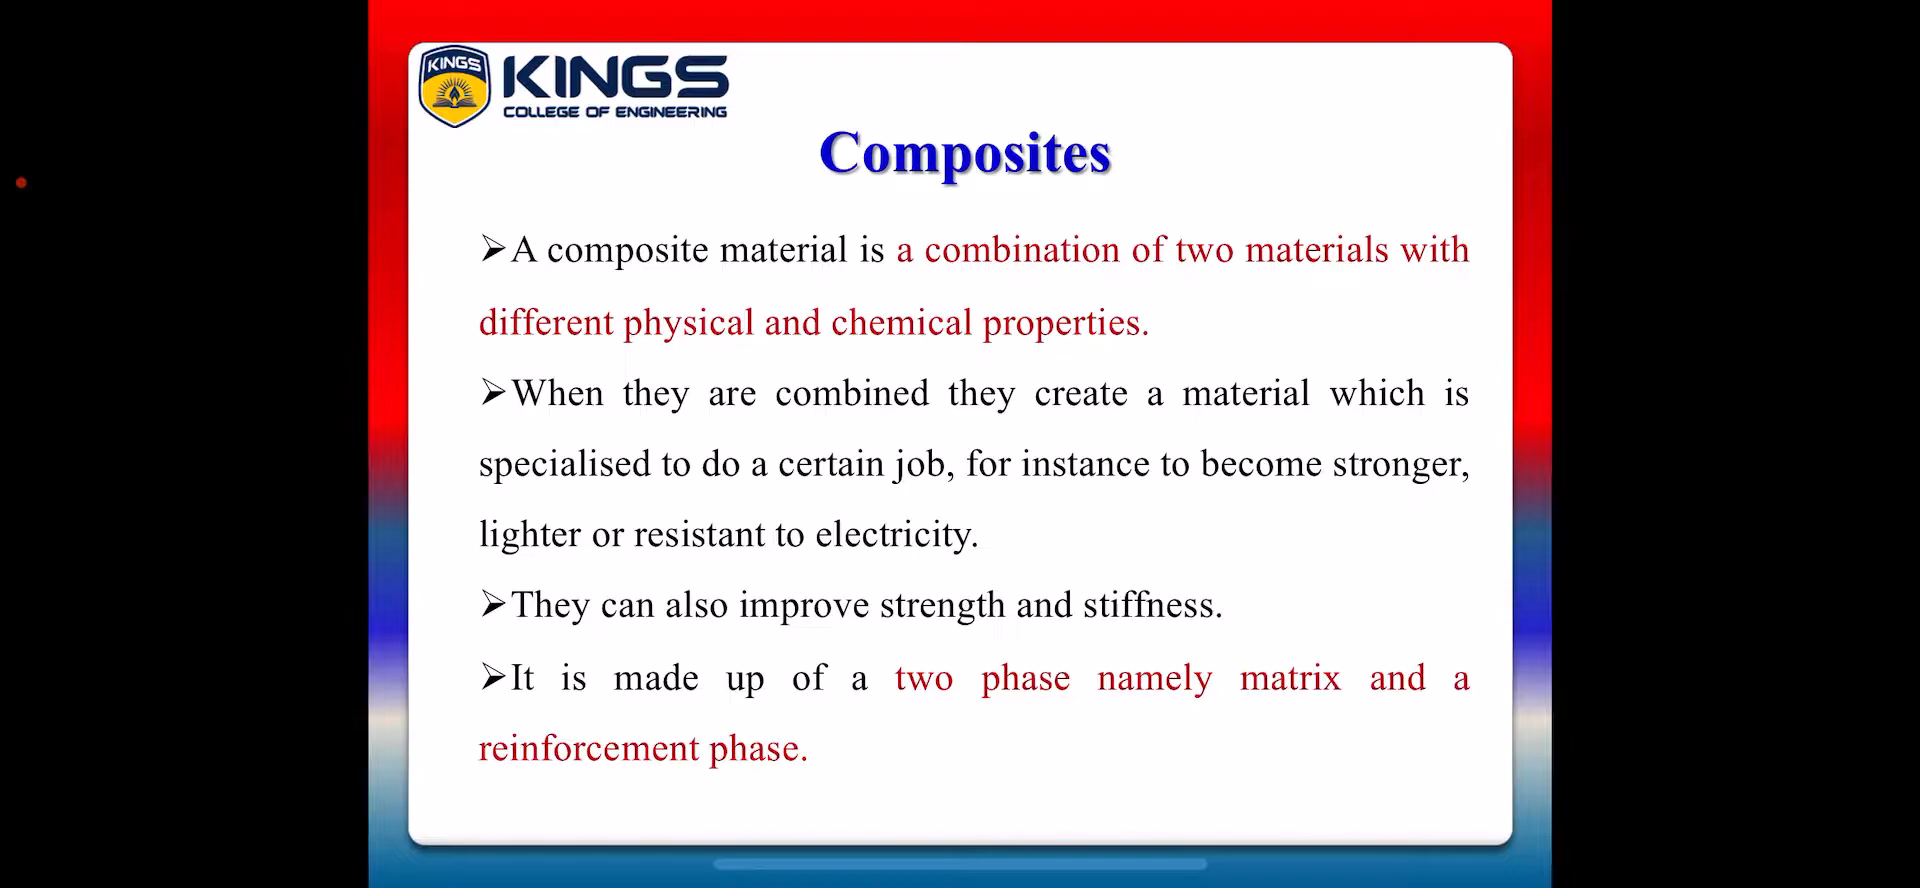 KINGS
KINGS
COLLEGE OF ENGINEERING
Composites
➢A composite material is a combination of two materials with
different physical and chemical properties.
➢When they are combined they create a material which is
specialised to do a certain job, for instance to become stronger,
lighter or resistant to electricity.
➢They can also improve strength and stiffness.
➢It is made up of a two phase namely matrix and a
reinforcement phase.